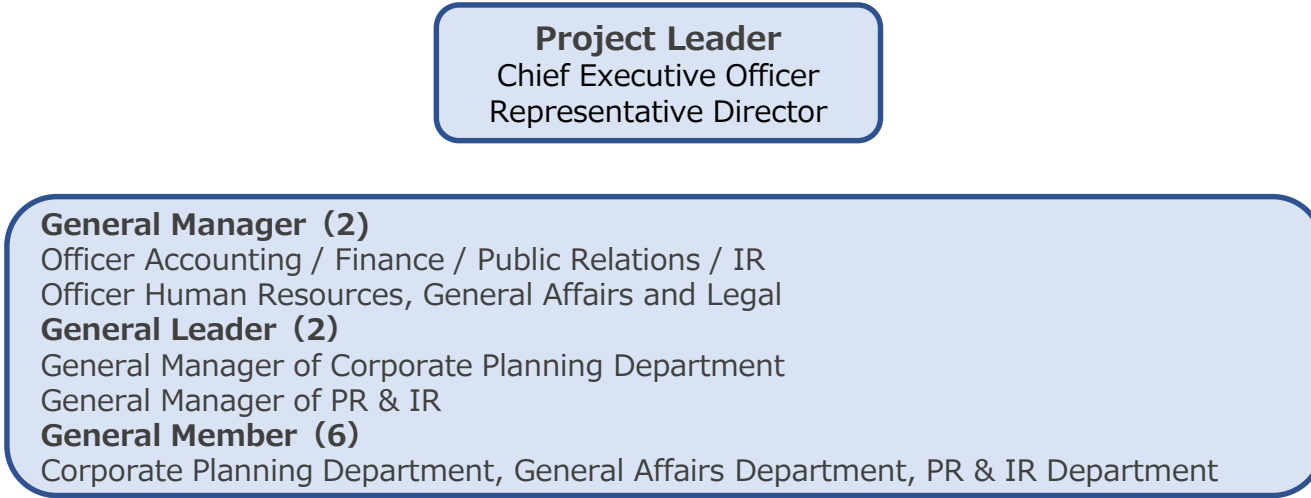 Project Leader
Chief Executive Officer
Representative Director
General Manager（2)
Officer Accounting / Finance / Public Relations / IR
Officer Human Resources, General Affairs and Legal
General Leader（2）
General Manager of Corporate Planning Department
General Manager of PR & IR
General Member（6）
Corporate Planning Department, General Affairs Department, PR & IR Department